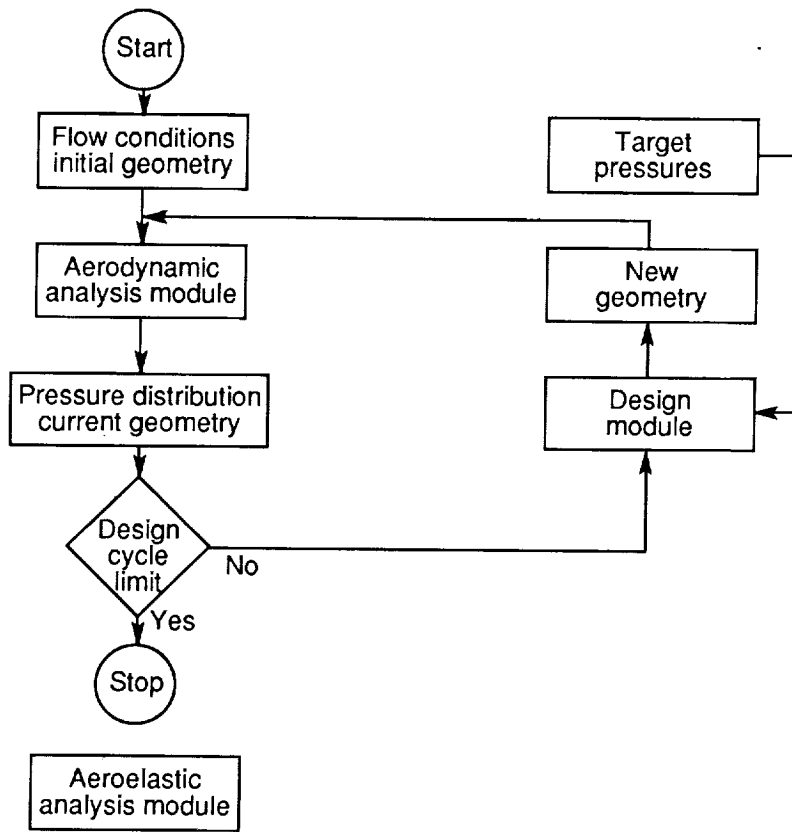 Start
Flow conditions
initial geometry
Target
pressures
Aerodynamic
analysis module
New
geometry
Pressure distribution
current geometry
Design
module
Design
cycle
limit
No
Yes
Stop
Aeroelastic
analysis module